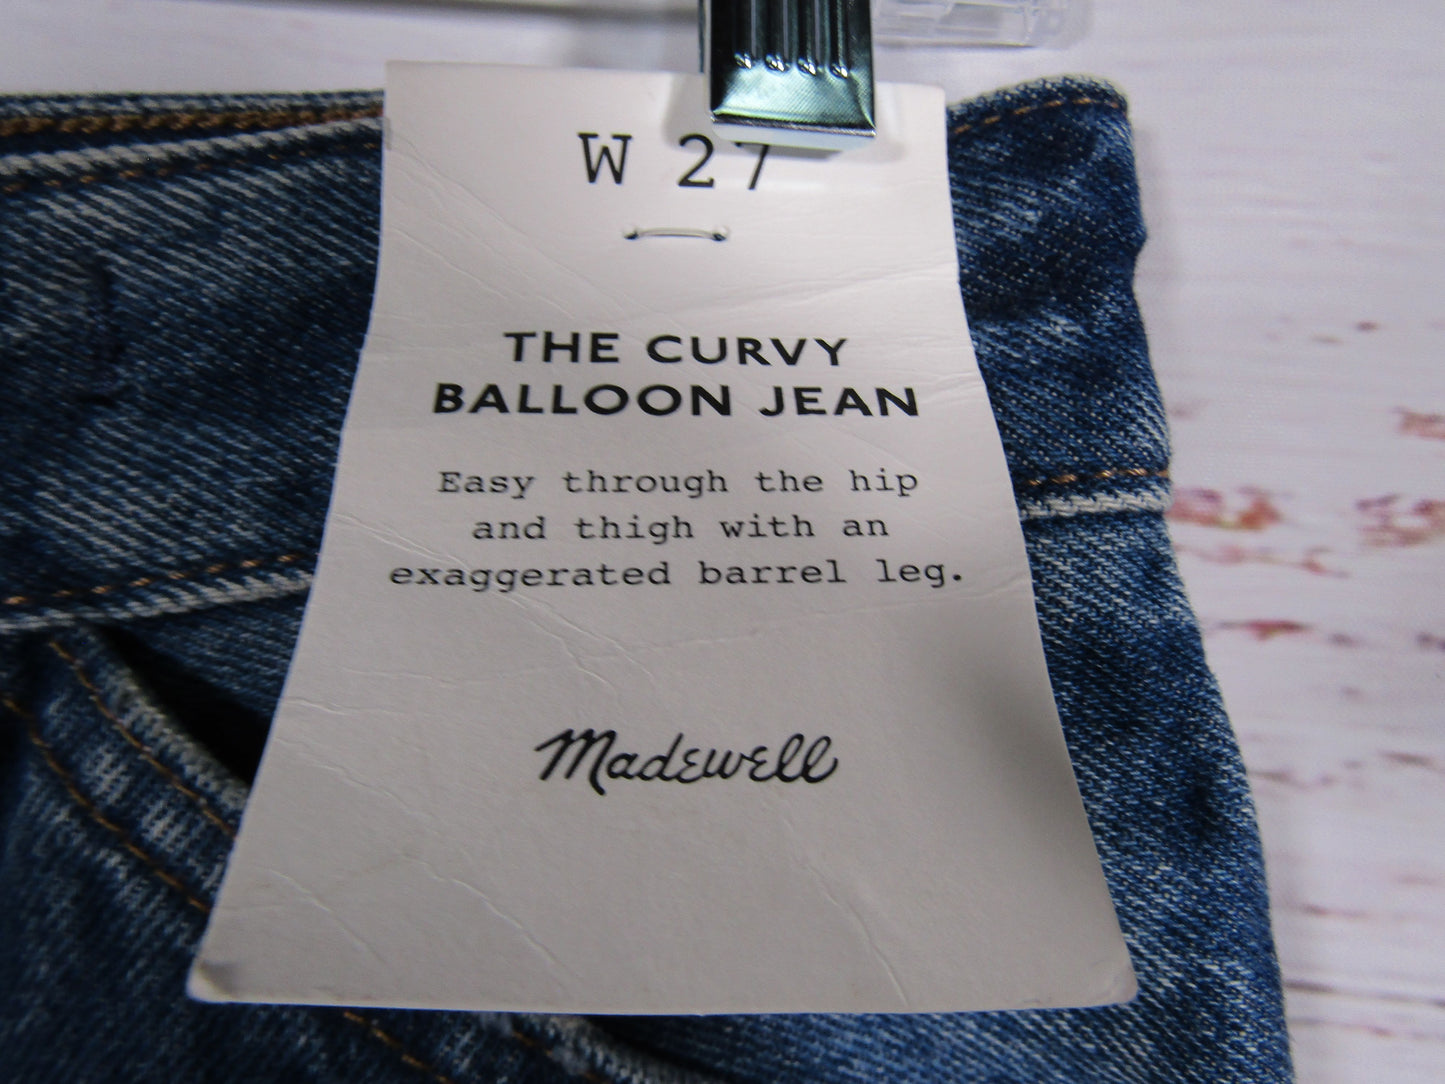 W 27
THE CURVY
BALLOON JEAN
Easy through the hip
and thigh with an
exaggerated barrel leg.
Madewell